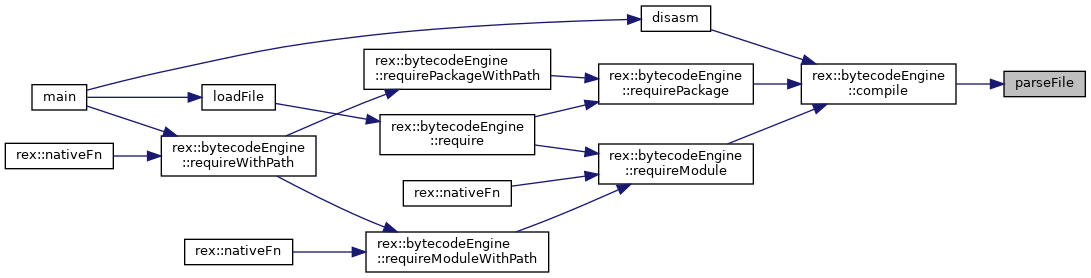 disasm
rex::bytecodeEngine
::requirePackageWithPath
rex::bytecodeEngine
::requirePackage
rex::bytecodeEngine
::compile
parseFile
main
loadFile
rex::bytecodeEngine
::require
rex::nativeFn
rex::bytecodeEngine
::requireWithPath
rex::bytecodeEngine
::requireModule
rex::nativeFn
rex::nativeFn
rex::bytecodeEngine
::requireModuleWithPath